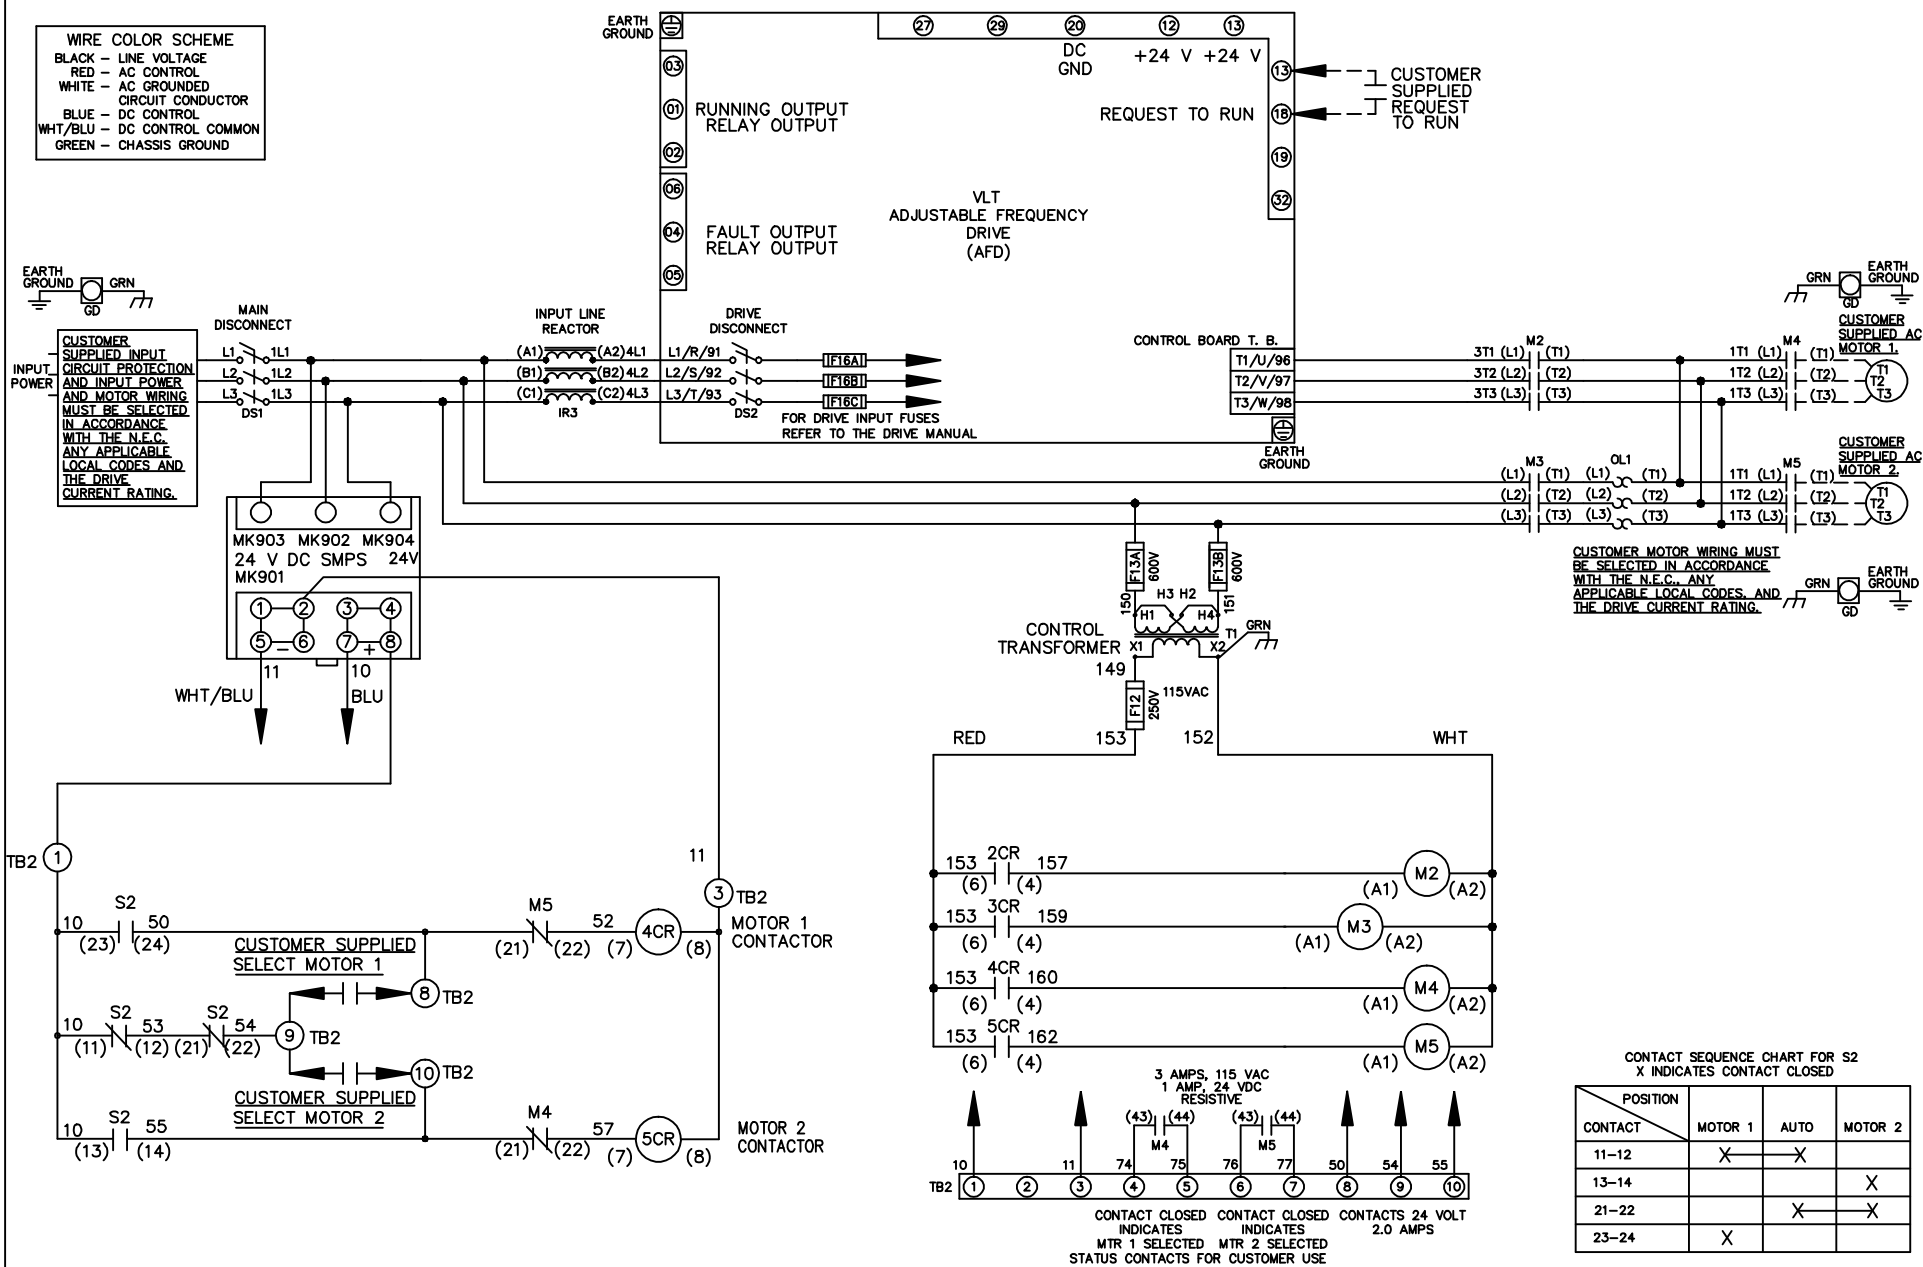 WIRE COLOR SCHEME
BLACK – LINE VOLTAGE
RED – AC CONTROL
WHITE – AC GROUNDED
CIRCUIT CONDUCTOR
BLUE – DC CONTROL
WHT/BLU – DC CONTROL COMMON
GREEN – CHASSIS GROUND
EARTH
GROUND
27 29 20 12 13
DC
GND
+24 V +24 V
03
01
02
RUNNING OUTPUT
RELAY OUTPUT
06
04
05
FAULT OUTPUT
RELAY OUTPUT
VLT
ADJUSTABLE FREQUENCY
DRIVE
(AFD)
REQUEST TO RUN
13
18
19
32
CUSTOMER
SUPPLIED
REQUEST
TO RUN
EARTH
GROUND
GRN
GD
INPUT
POWER
CUSTOMER
SUPPLIED INPUT
CIRCUIT PROTECTION
AND INPUT POWER
AND MOTOR WIRING
MUST BE SELECTED
IN ACCORDANCE
WITH THE N.E.C.
ANY APPLICABLE
LOCAL CODES AND
THE DRIVE
CURRENT RATING.
MAIN
DISCONNECT
L1 1L1
L2 1L2
L3 1L3
DS1
INPUT LINE
REACTOR
(A1) (A2) 4L1
(B1) (B2) 4L2
(C1) (C2) 4L3
IR3
DRIVE
DISCONNECT
L1/R/91
L2/S/92
L3/T/93
DS2
F16A
F16B
F16C
FOR DRIVE INPUT FUSES
REFER TO THE DRIVE MANUAL
CONTROL BOARD T. B.
T1/U/96
T2/V/97
T3/W/98
EARTH
GROUND
M2
3T1 (L1) (T1)
3T2 (L2) (T2)
3T3 (L3) (T3)
M4
1T1 (L1) (T1)
1T2 (L2) (T2)
1T3 (L3) (T3)
GRN
GD
EARTH
GROUND
CUSTOMER
SUPPLIED AC
MOTOR 1.
T1
T2
T3
M3
(L1) (T1)
(L2) (T2)
(L3) (T3)
OL1
(L1) (T1)
(L2) (T2)
(L3) (T3)
M5
1T1 (L1) (T1)
1T2 (L2) (T2)
1T3 (L3) (T3)
CUSTOMER
SUPPLIED AC
MOTOR 2.
T1
T2
T3
CUSTOMER MOTOR WIRING MUST
BE SELECTED IN ACCORDANCE
WITH THE N.E.C., ANY
APPLICABLE LOCAL CODES, AND
THE DRIVE CURRENT RATING.
GRN
GD
EARTH
GROUND
MK903 MK902 MK904
24 V DC SMPS 24V
MK901
1 2 3 4
5 – 6 7 + 8
11
10
WHT/BLU
BLU
F13A
600V
F13B
600V
150
151
H3 H2
H1 H4
CONTROL
TRANSFORMER
X1 X2
T1
GRN
149
F12
250V
115VAC
153
152
RED
WHT
153 2CR 157
(6) (4)
(A1) M2 (A2)
153 3CR 159
(6) (4)
(A1) M3 (A2)
153 4CR 160
(6) (4)
(A1) M4 (A2)
153 5CR 162
(6) (4)
(A1) M5 (A2)
TB2 1
11
3 TB2
10 S2 50
(23) (24)
CUSTOMER SUPPLIED
SELECT MOTOR 1
M5
(21) (22)
52
(7) 4CR (8)
MOTOR 1
CONTACTOR
8 TB2
10 S2 53 S2 54
(11) (12) (21) (22)
9 TB2
10 TB2
CUSTOMER SUPPLIED
SELECT MOTOR 2
10 S2 55
(13) (14)
M4
(21) (22)
57
(7) 5CR (8)
MOTOR 2
CONTACTOR
3 AMPS, 115 VAC
1 AMP, 24 VDC
RESISTIVE
(43) (44)
M4
(43) (44)
M5
10 11 74 75 76 77 50 54 55
TB2 1 2 3 4 5 6 7 8 9 10
CONTACT CLOSED
INDICATES
MTR 1 SELECTED
CONTACT CLOSED
INDICATES
MTR 2 SELECTED
CONTACTS 24 VOLT
2.0 AMPS
STATUS CONTACTS FOR CUSTOMER USE
CONTACT SEQUENCE CHART FOR S2
X INDICATES CONTACT CLOSED
POSITION
CONTACT MOTOR 1 AUTO MOTOR 2
11–12 X X
13–14 X
21–22 X X
23–24 X